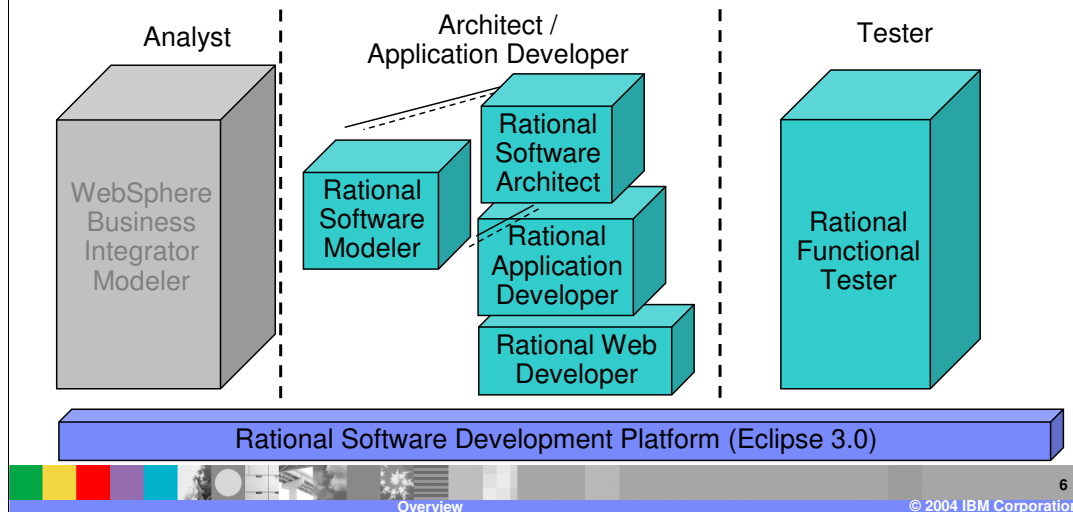 Analyst
Architect /
Application Developer
Tester
WebSphere
Business
Integrator
Modeler
Rational
Software
Modeler
Rational
Software
Architect
Rational
Application
Developer
Rational Web
Developer
Rational
Functional
Tester
Rational Software Development Platform (Eclipse 3.0)
6
Overview
© 2004 IBM Corporation